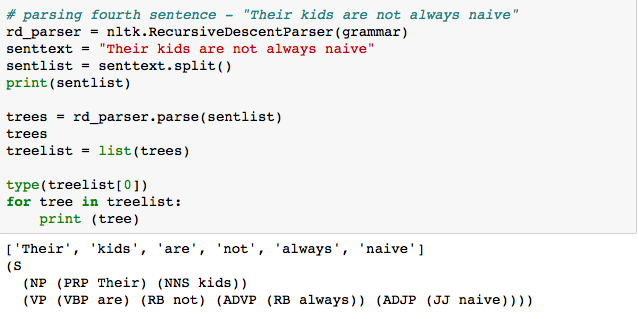 # parsing fourth sentence - "Their kids are not always naive"
rd_parser = nltk.RecursiveDescentParser(grammar)
senttext = "Their kids are not always naive"
sentlist = senttext.split()
print(sentlist)

trees = rd_parser.parse(sentlist)
trees
treelist = list(trees)

type(treelist[0])
for tree in treelist:
    print (tree)

['Their', 'kids', 'are', 'not', 'always', 'naive']
(S
  (NP (PRP Their) (NNS kids))
  (VP (VBP are) (RB not) (ADVP (RB always)) (ADJP (JJ naive))))